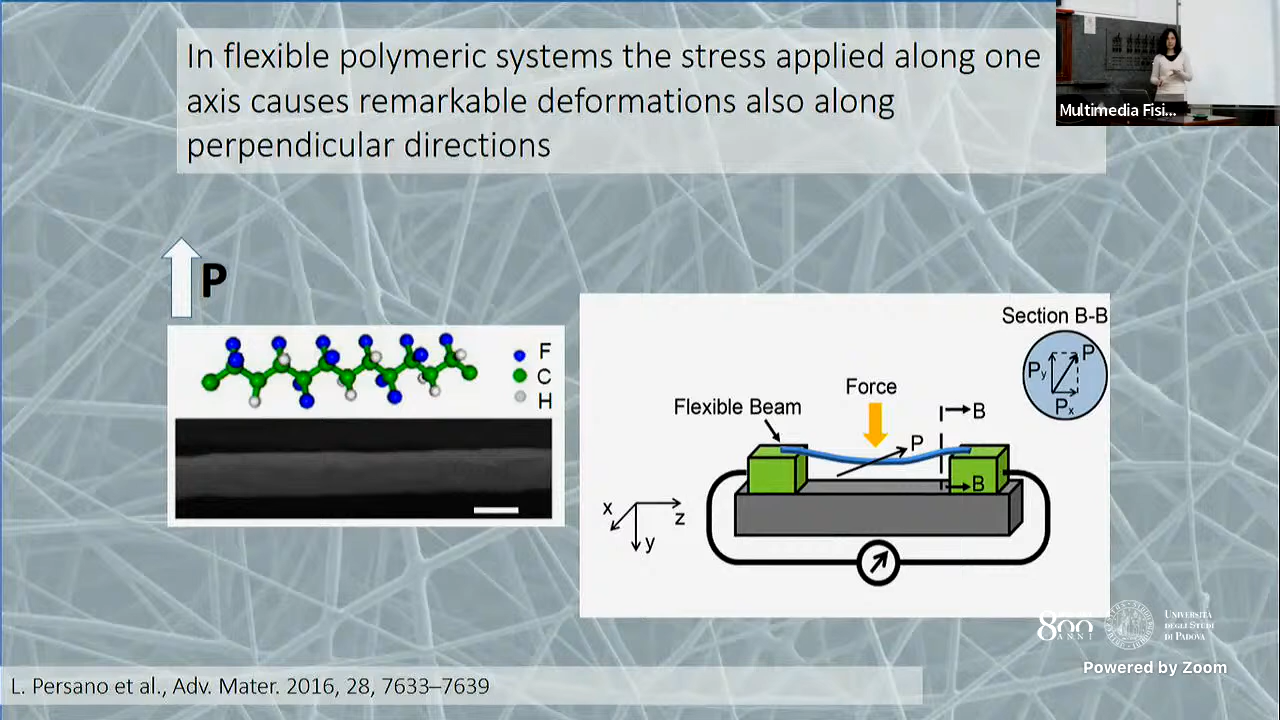 In flexible polymeric systems the stress applied along one
axis causes remarkable deformations also along
perpendicular directions
Multimedia Fisi...
P
F
C
H
Section B-B
P
Py
Px
Force
Flexible Beam
B
P
B
x
z
y
800
ANNI
UNIVERSITÀ
DEGLI STUDI
DI PADOVA
Powered by Zoom
L. Persano et al., Adv. Mater. 2016, 28, 7633–7639